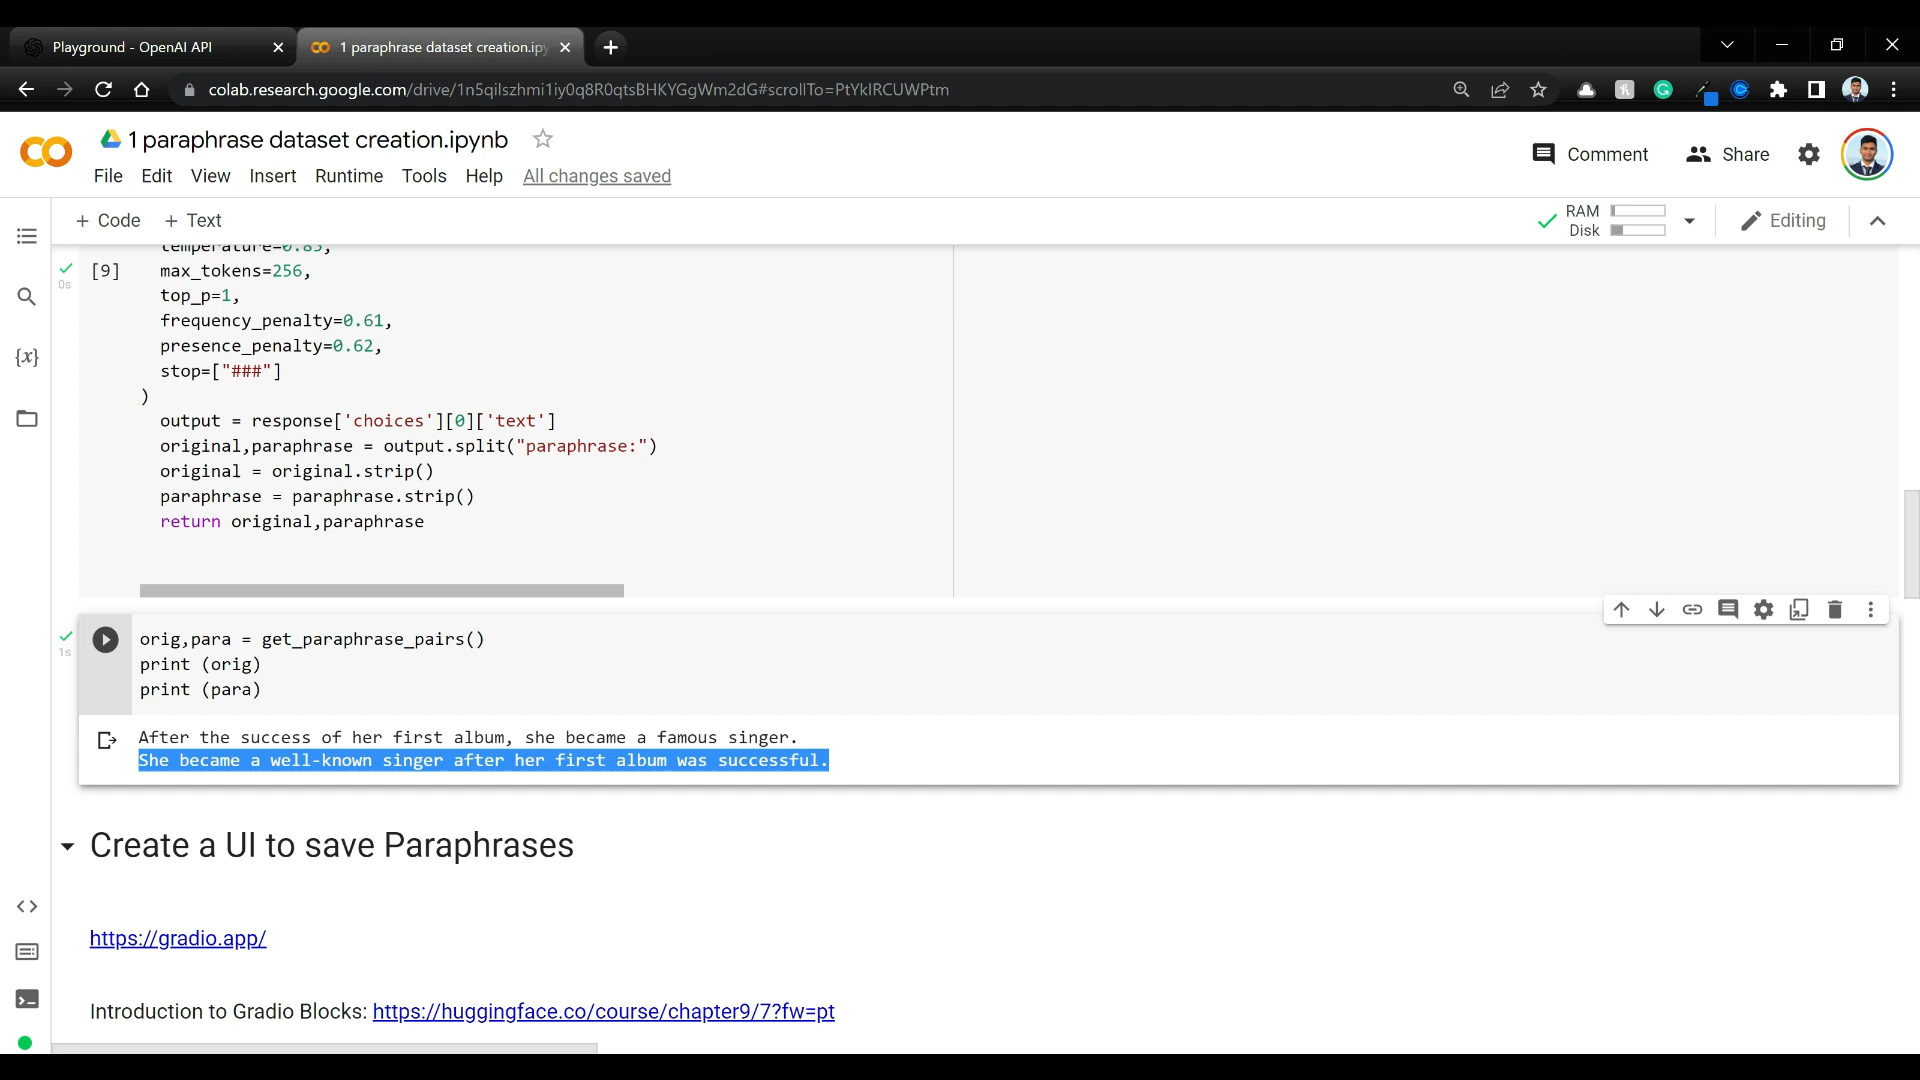 Playground - OpenAI API
1 paraphrase dataset creation.ipy
colab.research.google.com/drive/1n5qilszhmi1iy0q8R0qtsBHKYGgWm2dG#scrollTo=PtYklRCUWPtm
1 paraphrase dataset creation.ipynb
Comment
Share
File Edit View Insert Runtime Tools Help All changes saved
+ Code + Text
RAM
Disk
Editing
temperature=0.85,
[9] max_tokens=256,
0s
top_p=1,
frequency_penalty=0.61,
presence_penalty=0.62,
stop=["###"]
)
output = response['choices'][0]['text']
original,paraphrase = output.split("paraphrase:")
original = original.strip()
paraphrase = paraphrase.strip()
return original,paraphrase
orig,para = get_paraphrase_pairs()
1s
print (orig)
print (para)
After the success of her first album, she became a famous singer.
She became a well-known singer after her first album was successful.
Create a UI to save Paraphrases
https://gradio.app/
Introduction to Gradio Blocks: https://huggingface.co/course/chapter9/7?fw=pt